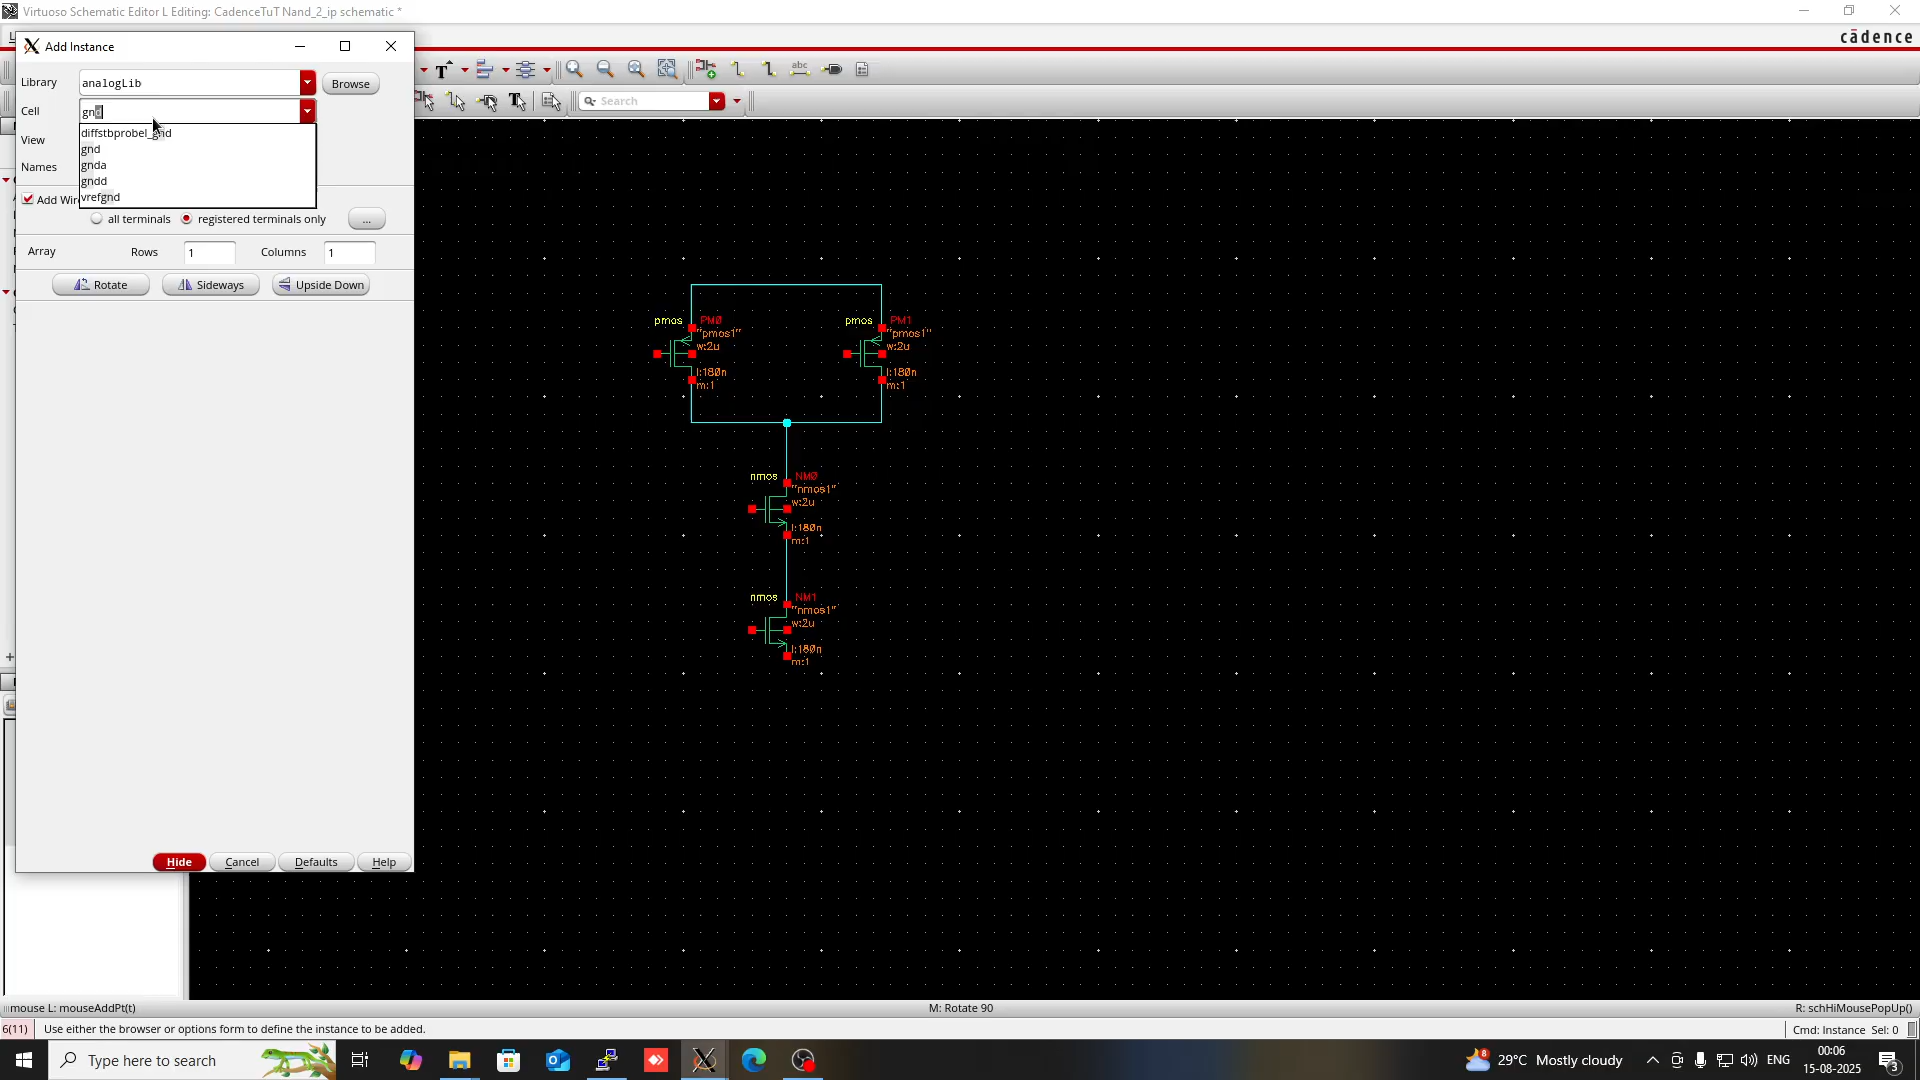 Virtuoso Schematic Editor L Editing: CadenceTuT Nand_2_ip schematic *
cādence
Add Instance
Library
analogLib
Browse
Cell
gnd
diffstbprobel_gnd
View
gnd
Names
gnda
gndd
vrefgnd
Add Wir
all terminals
registered terminals only
...
Array
Rows
1
Columns
1
Rotate
Sideways
Upside Down
Hide
Cancel
Defaults
Help
T
abc
Search
pmos
PM0
"pmos1"
w:2u
l:180n
m:1
pmos
PM1
"pmos1"
w:2u
l:180n
m:1
nmos
NM0
"nmos1"
w:2u
l:180n
m:1
nmos
NM1
"nmos1"
w:2u
l:180n
m:1
mouse L: mouseAddPt(t)
M: Rotate 90
R: schHiMousePopUp()
6(11)
Use either the browser or options form to define the instance to be added.
Cmd: Instance Sel: 0
Type here to search
8
29°C Mostly cloudy
ENG
00:06
15-08-2025
3